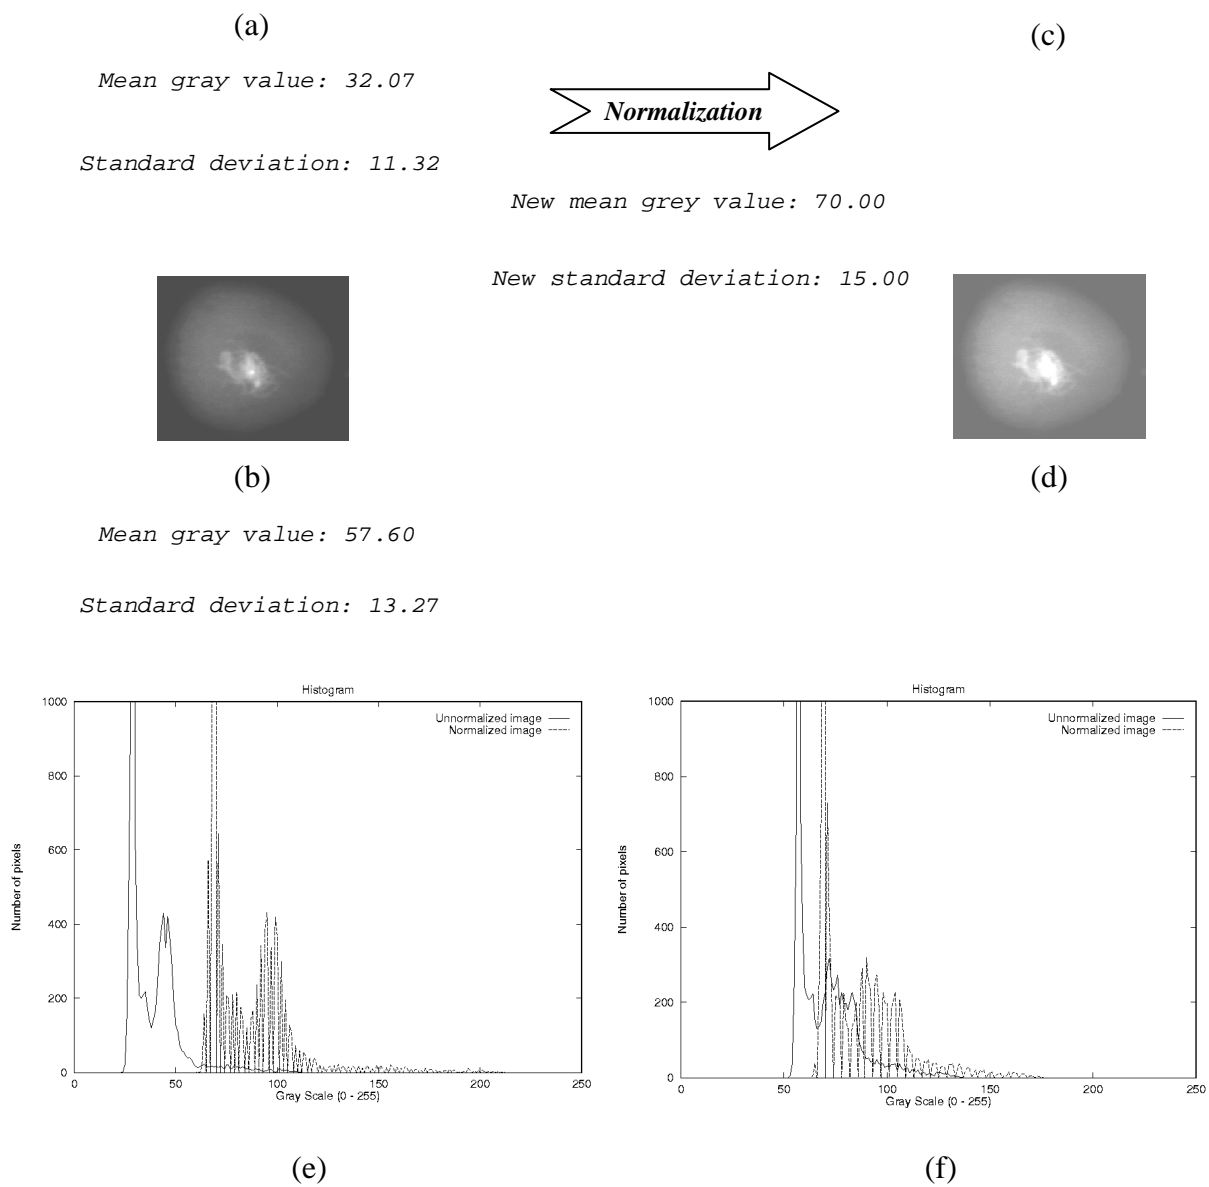 (a)
(c)
Mean gray value: 32.07
Normalization
Standard deviation: 11.32
New mean grey value: 70.00
New standard deviation: 15.00
(b)
(d)
Mean gray value: 57.60
Standard deviation: 13.27
Histogram
1000
800
600
400
200
0
Number of pixels
Unnormalized image
Normalized image
0
50
100
150
200
250
Gray Scale (0 - 255)
(e)
Histogram
1000
800
600
400
200
0
Number of pixels
Unnormalized image
Normalized image
0
50
100
150
200
250
Gray Scale (0 - 255)
(f)